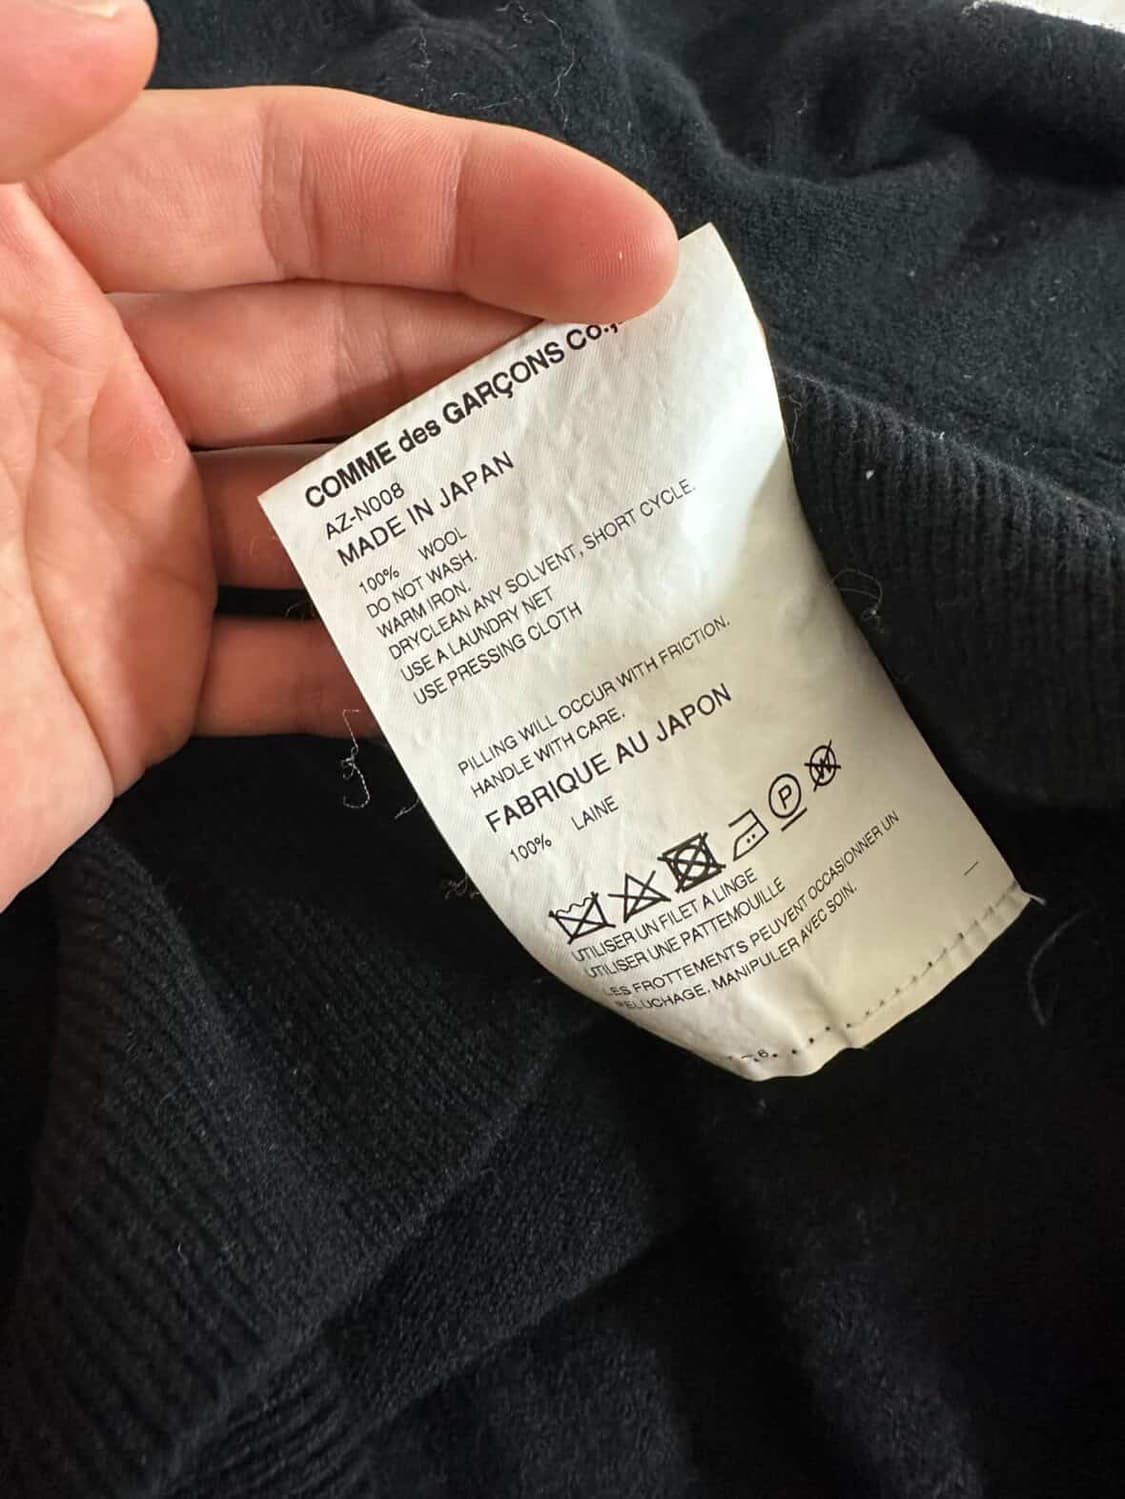 COMME des GARÇONS CO.,
AZ-N008
MADE IN JAPAN
100% WOOL
DO NOT WASH.
WARM IRON.
DRYCLEAN ANY SOLVENT, SHORT CYCLE.
USE A LAUNDRY NET
USE PRESSING CLOTH
PILLING WILL OCCUR WITH FRICTION.
HANDLE WITH CARE.
FABRIQUE AU JAPON
100% LAINE
P W
UTILISER UN FILET A LINGE
UTILISER UNE PATTEMOUILLE
LES FROTTEMENTS PEUVENT OCCASIONNER UN
PELUCHAGE. MANIPULER AVEC SOIN.